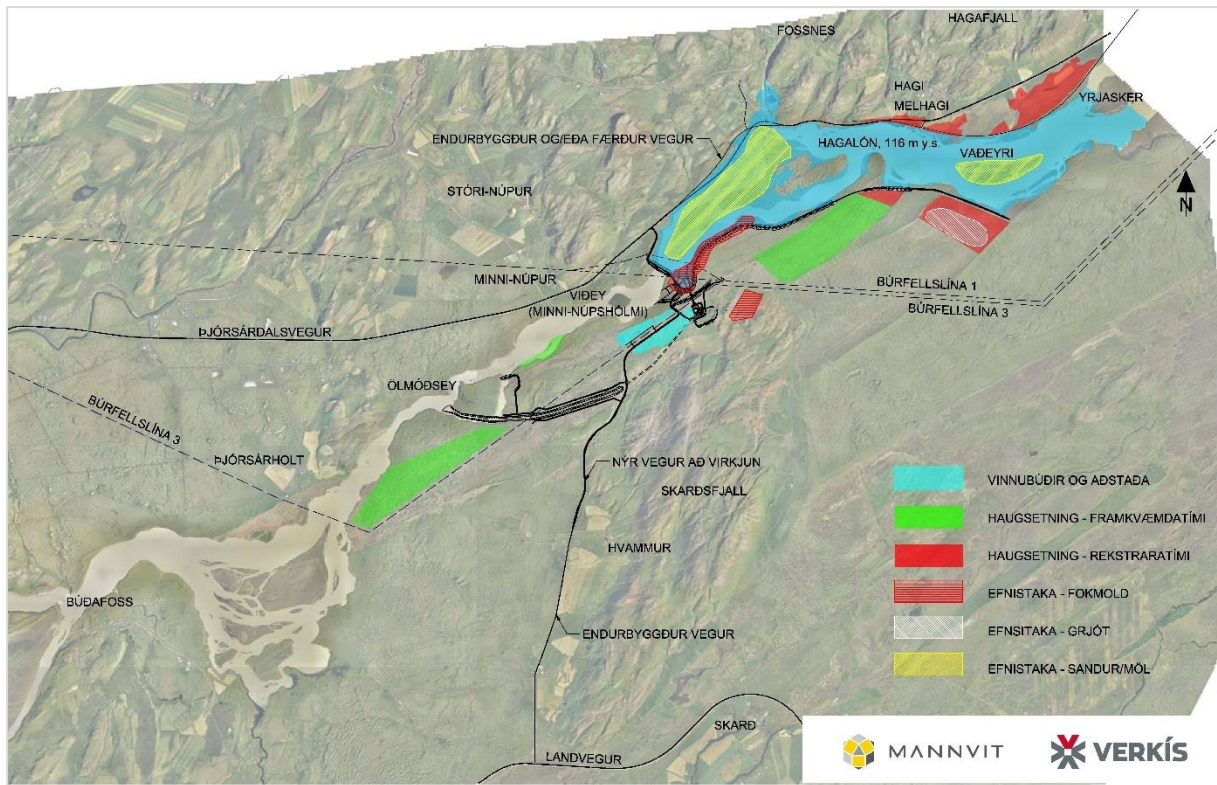 HAGAFJALL
FOSSNES
HAGI
MELHAGI
YRJASKER
ENDURBYGGÐUR OG/EÐA FÆRÐUR VEGUR
HAGALÓN, 116 m y.s.
VAÐEYRI
STÓRI-NÚPUR
N
MINNI-NÚPUR
BÚRFELLSLÍNA 1
VIÐEY
(MINNI-NÚPSHÓLMI)
BÚRFELLSLÍNA 3
ÞJÓRSÁRDALSVEGUR
ÖLMÓÐSEY
BÚRFELLSLÍNA 3
ÞJÓRSÁRHOLT
NÝR VEGUR AÐ VIRKJUN
SKARÐSFJALL
HVAMMUR
BÚÐAFOSS
ENDURBYGGÐUR VEGUR
SKARÐ
LANDVEGUR
VINNUBÚÐIR OG AÐSTAÐA
HAUGSETNING - FRAMKVÆMDATÍMI
HAUGSETNING - REKSTRARATÍMI
EFNISTAKA - FOKMOLD
EFNSITAKA - GRJÓT
EFNISTAKA - SANDUR/MÖL
MANNVIT
VERKÍS